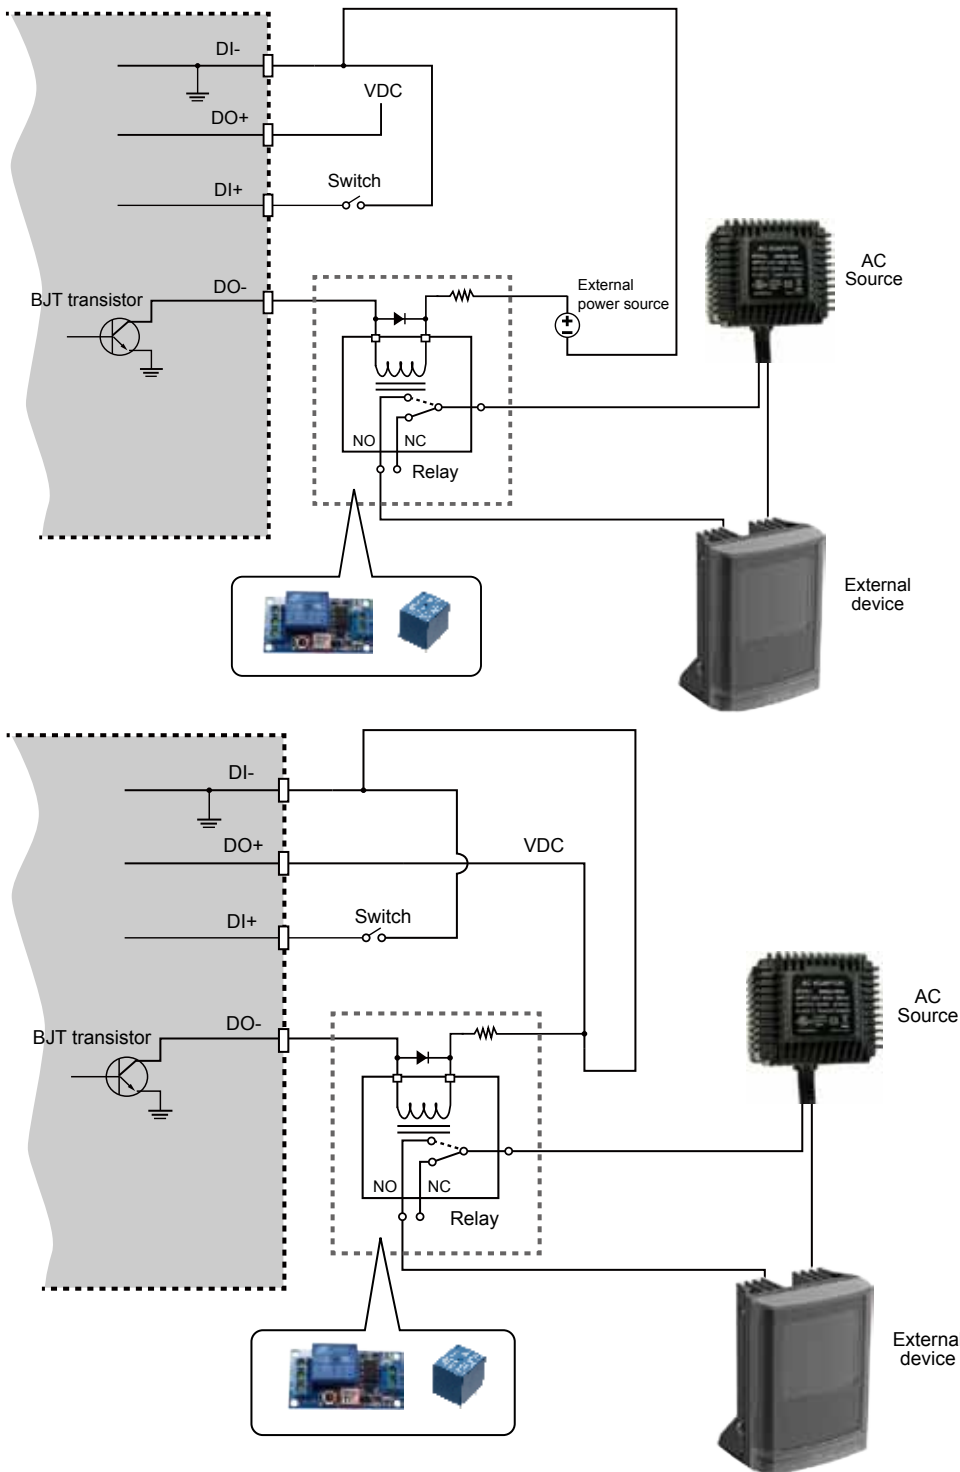 DI-
VDC
DO+
DI+
Switch
BJT transistor
DO-
External
power source
AC
Source
NO
NC
Relay
External
device
DI-
DO+
VDC
DI+
Switch
BJT transistor
DO-
AC
Source
NO
NC
Relay
External
device